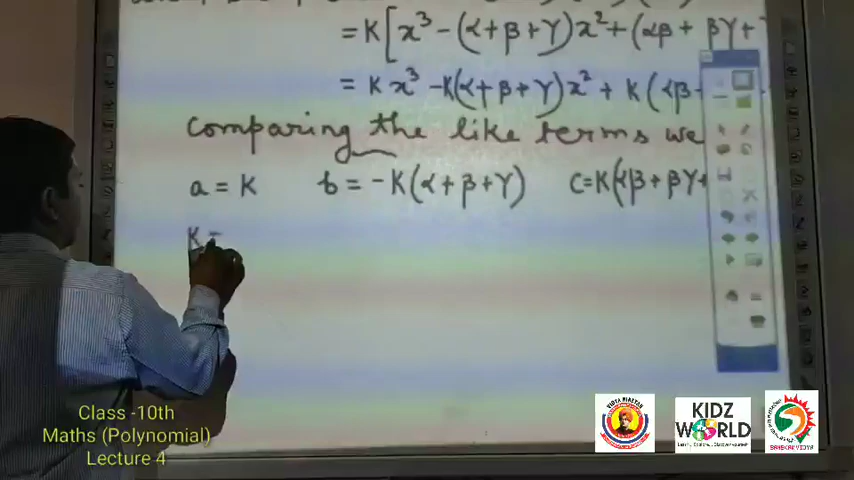 = K[x³ - (α + β + γ)x² + (αβ + βγ +
= K x³ - K(α + β + γ)x² + K(αβ
comparing the like terms we
a = K b = -K(α + β + γ) C = K(αβ + βγ +
K =
Class -10th
Maths (Polynomial)
Lecture 4
KIDZ
WORLD